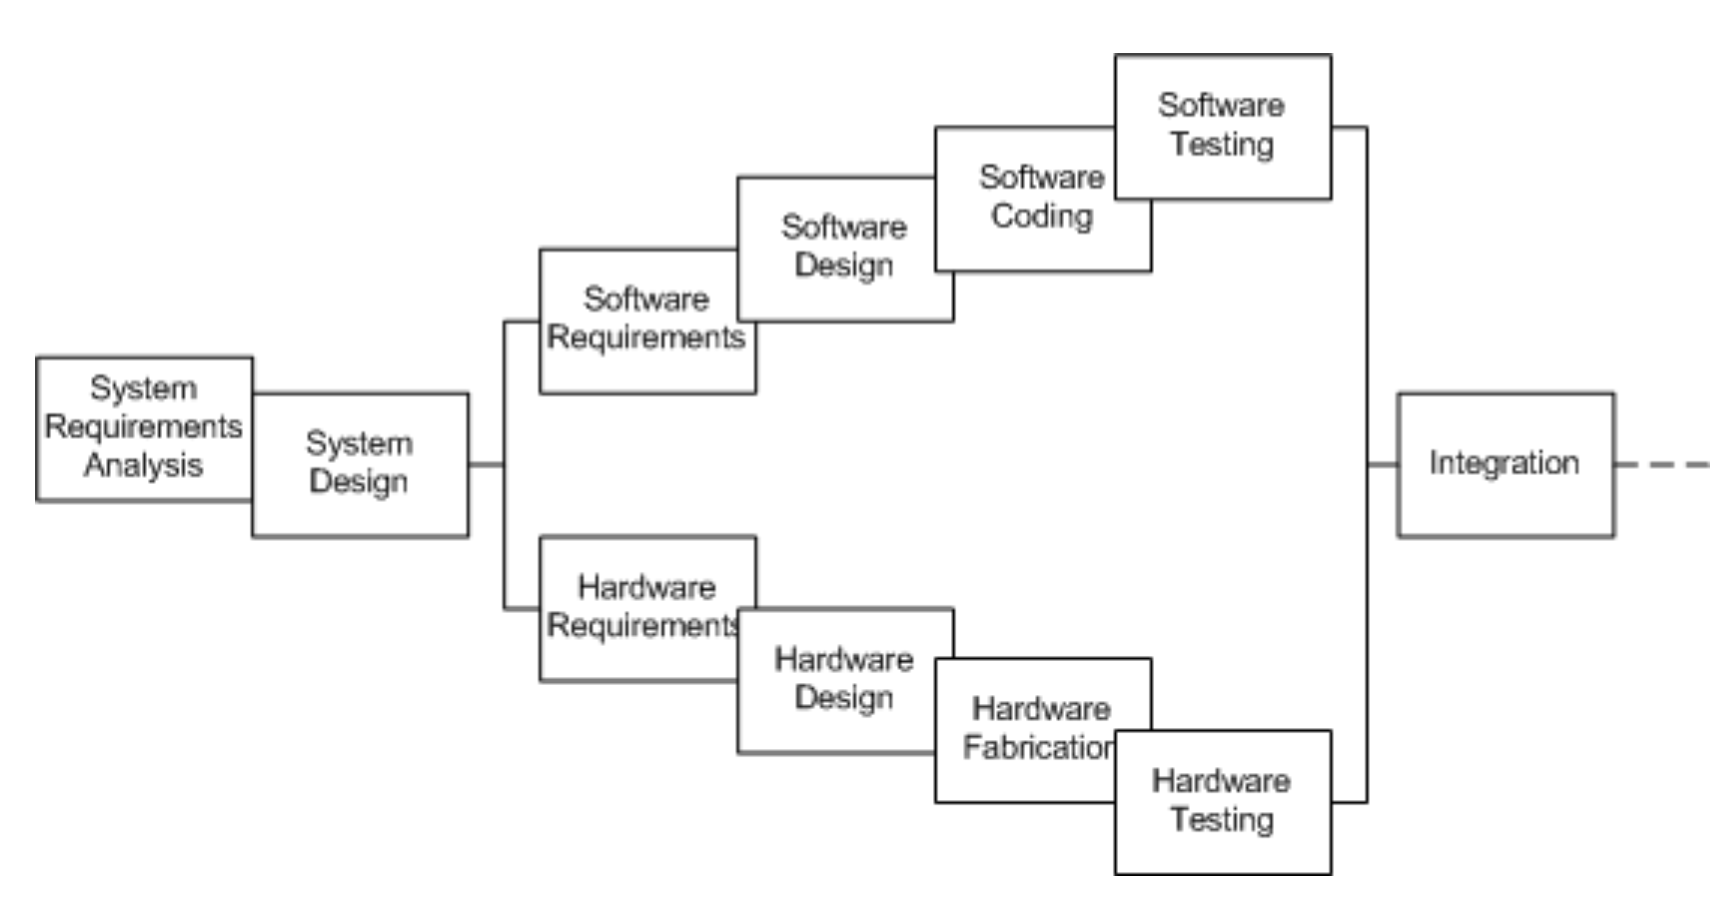 System
Requirements
Analysis
System
Design
Software
Requirements
Software
Design
Software
Coding
Software
Testing
Hardware
Requirements
Hardware
Design
Hardware
Fabrication
Hardware
Testing
Integration